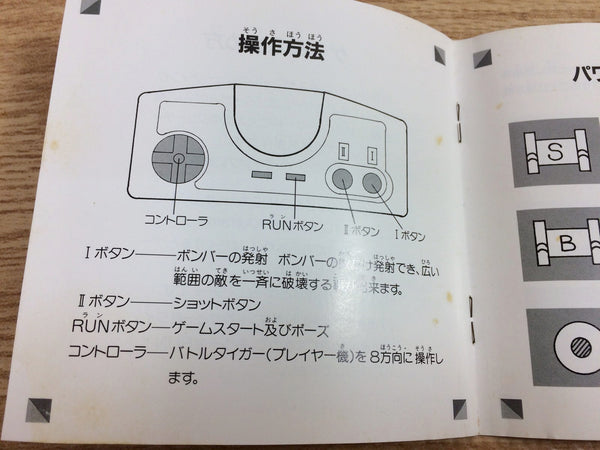 操作方法
Ⅱ Ⅰ
コントローラ RUNボタン Ⅱボタン Ⅰボタン
Ⅰボタン――ボンバーの発射 ボンバーの け発射でき、広い
範囲の敵を一斉に破壊する 来ます。
Ⅱボタン――ショットボタン
RUNボタン―ゲームスタート及びポーズ
コントローラ―バトルタイガー(プレイヤー機)を8方向に操作し
ます。
パワ
S
B